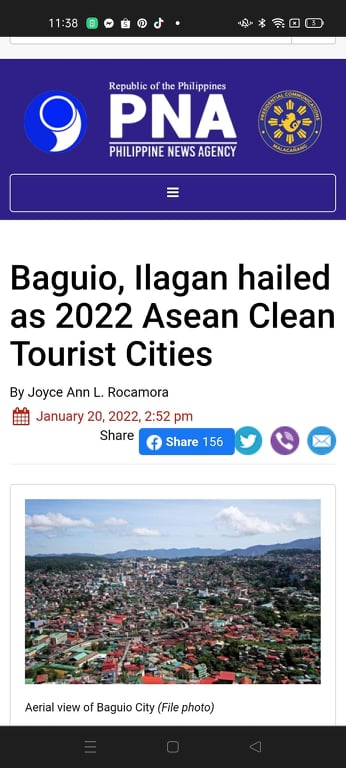 11:38
5
Republic of the Philippines
PNA
PHILIPPINE NEWS AGENCY
PRESIDENTIAL COMMUNICATIONS
MALACAÑANG
Baguio, Ilagan hailed
as 2022 Asean Clean
Tourist Cities
By Joyce Ann L. Rocamora
January 20, 2022, 2:52 pm
Share
Share 156
Aerial view of Baguio City (File photo)